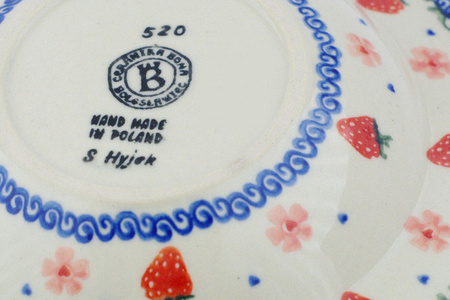 520
CERAMIKA BONA
B
BOLESŁAWIEC
HAND MADE
IN POLAND
S Hyjek